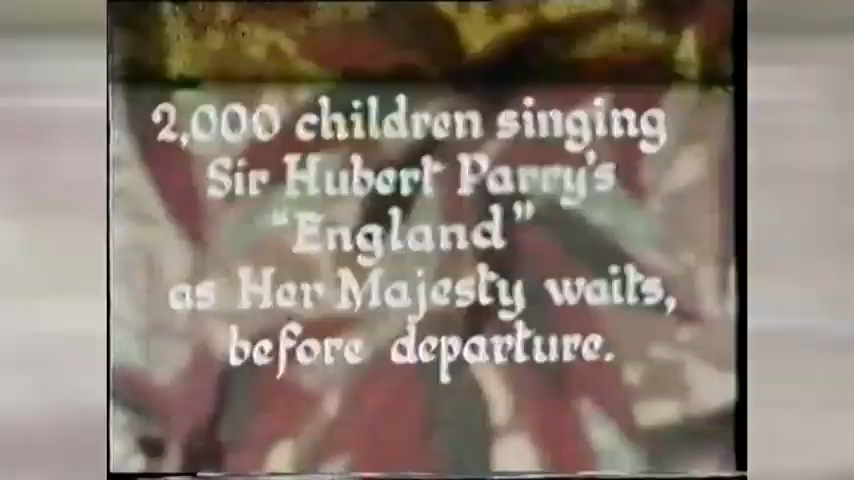 2,000 children singing
Sir Hubert Parry's
"England"
as Her Majesty waits,
before departure.